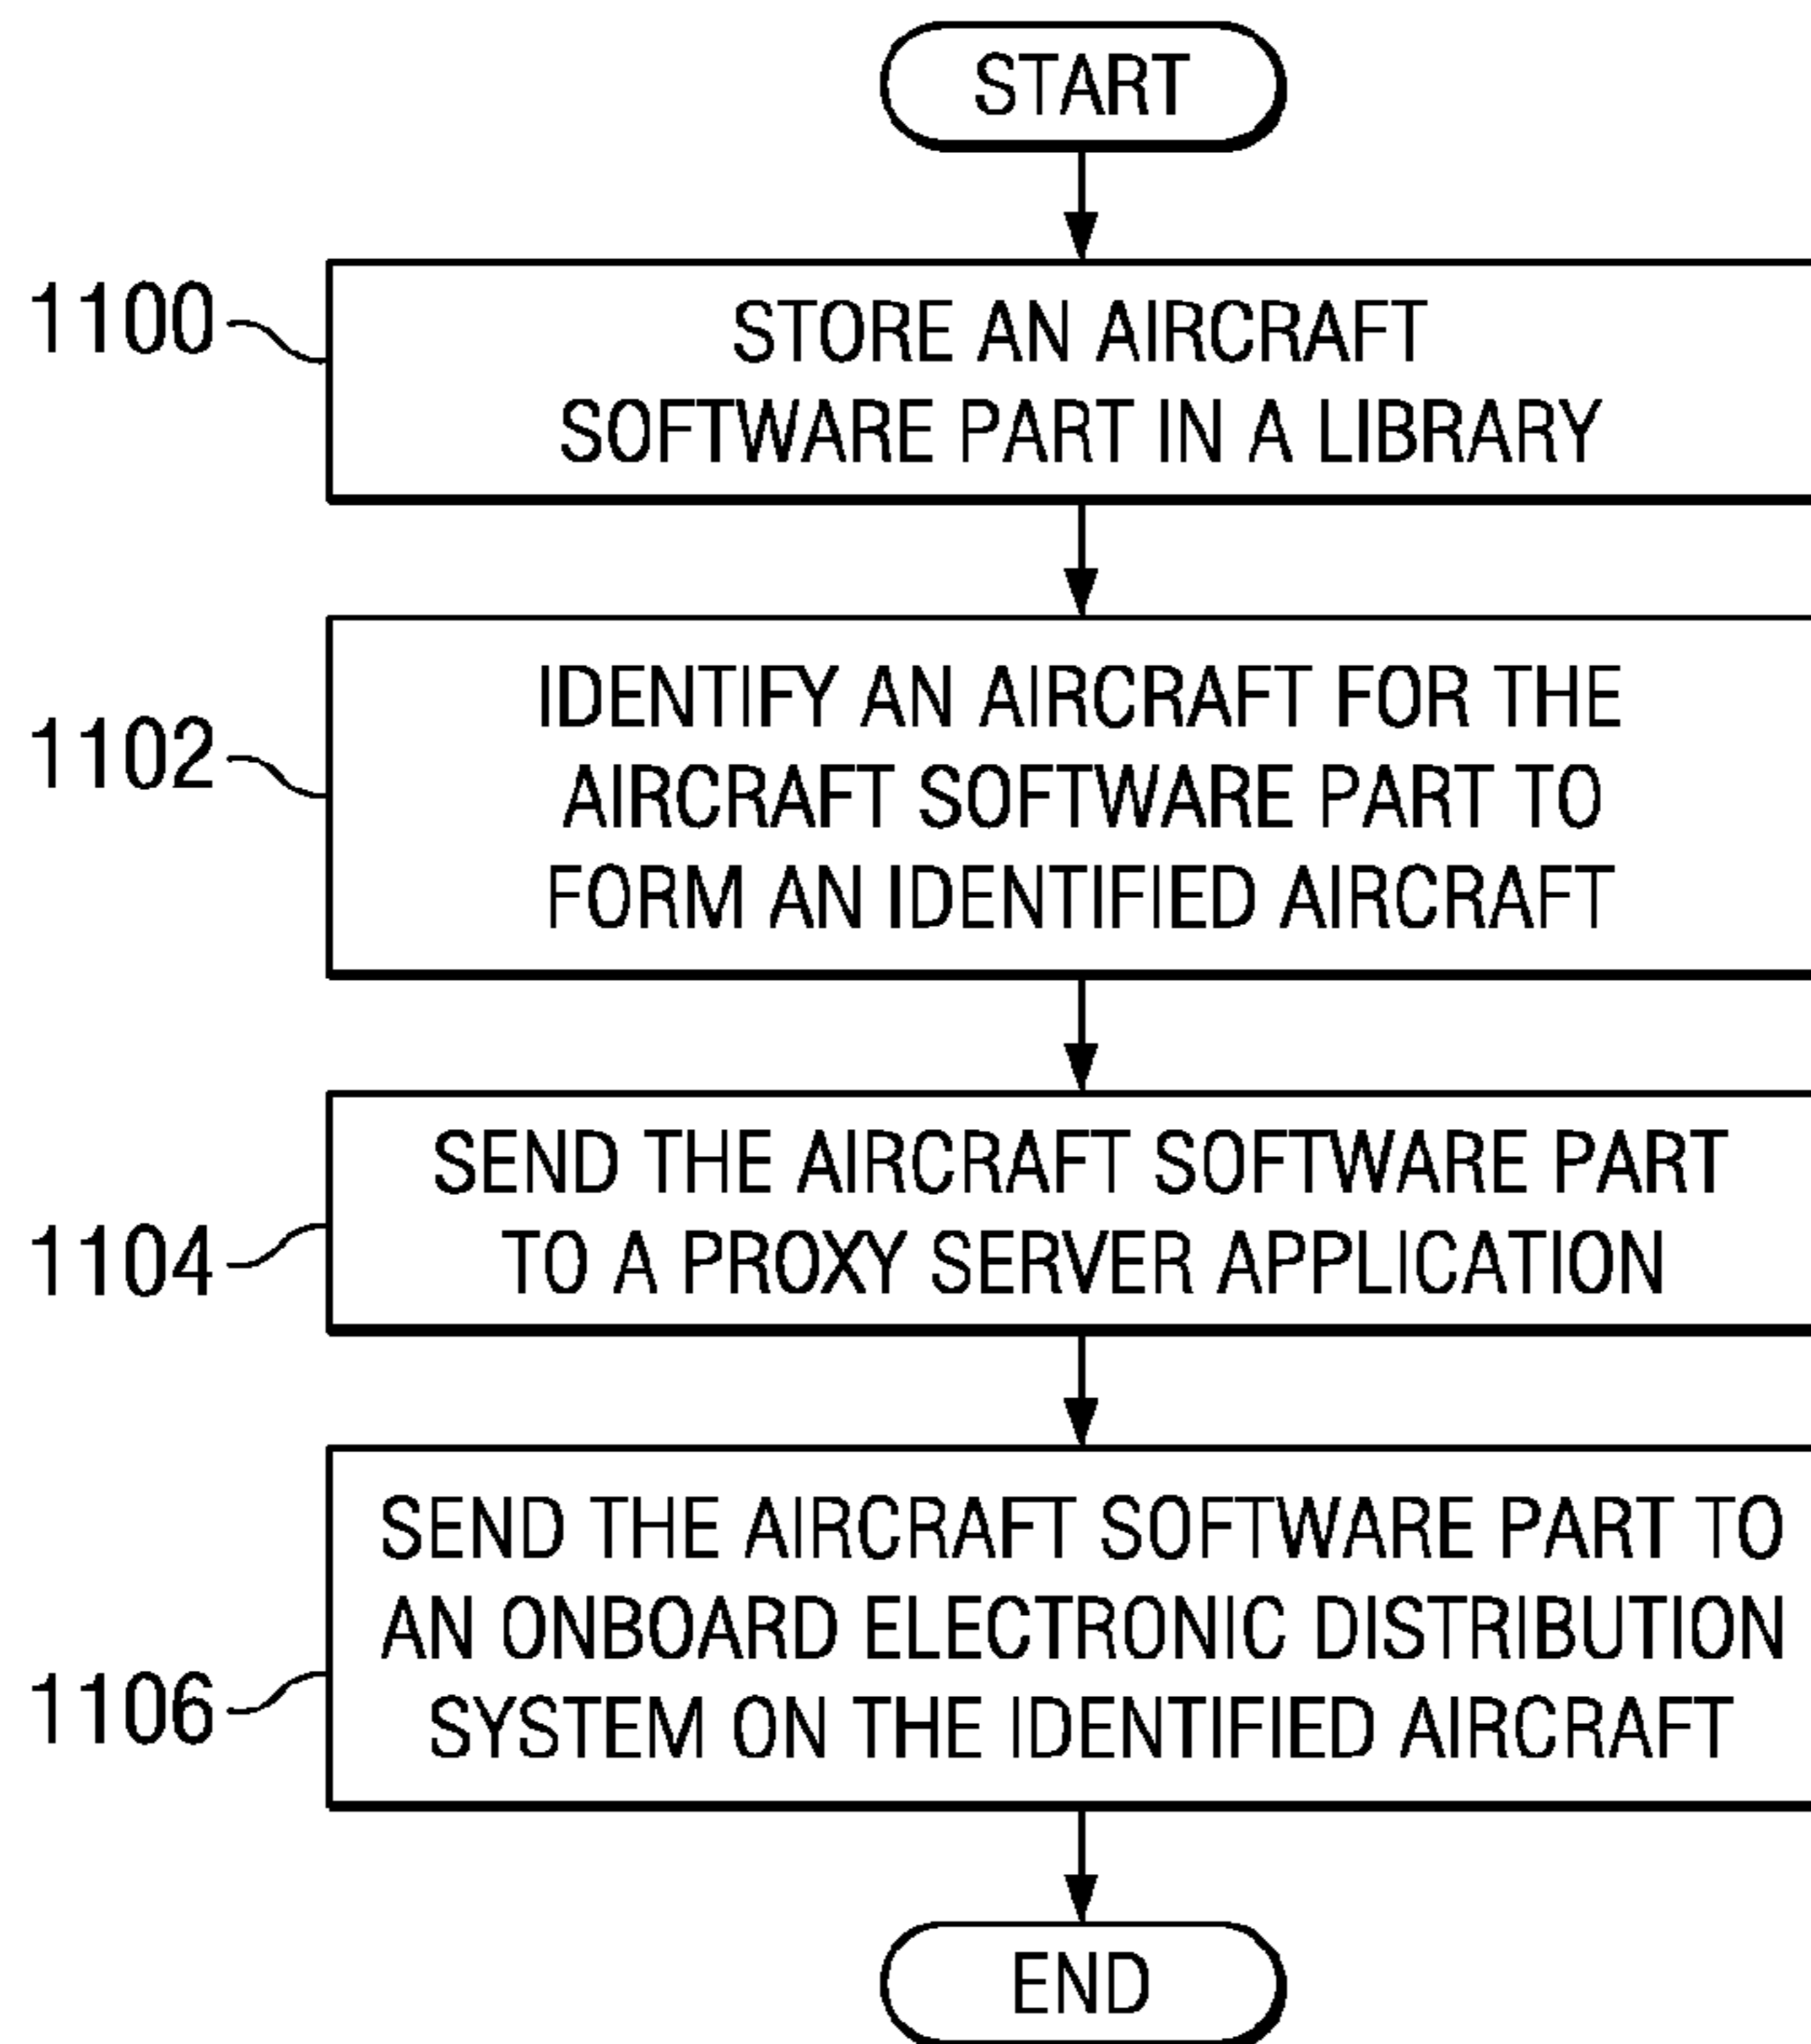 START
1100
STORE AN AIRCRAFT
SOFTWARE PART IN A LIBRARY
1102
IDENTIFY AN AIRCRAFT FOR THE
AIRCRAFT SOFTWARE PART TO
FORM AN IDENTIFIED AIRCRAFT
1104
SEND THE AIRCRAFT SOFTWARE PART
TO A PROXY SERVER APPLICATION
1106
SEND THE AIRCRAFT SOFTWARE PART TO
AN ONBOARD ELECTRONIC DISTRIBUTION
SYSTEM ON THE IDENTIFIED AIRCRAFT
END